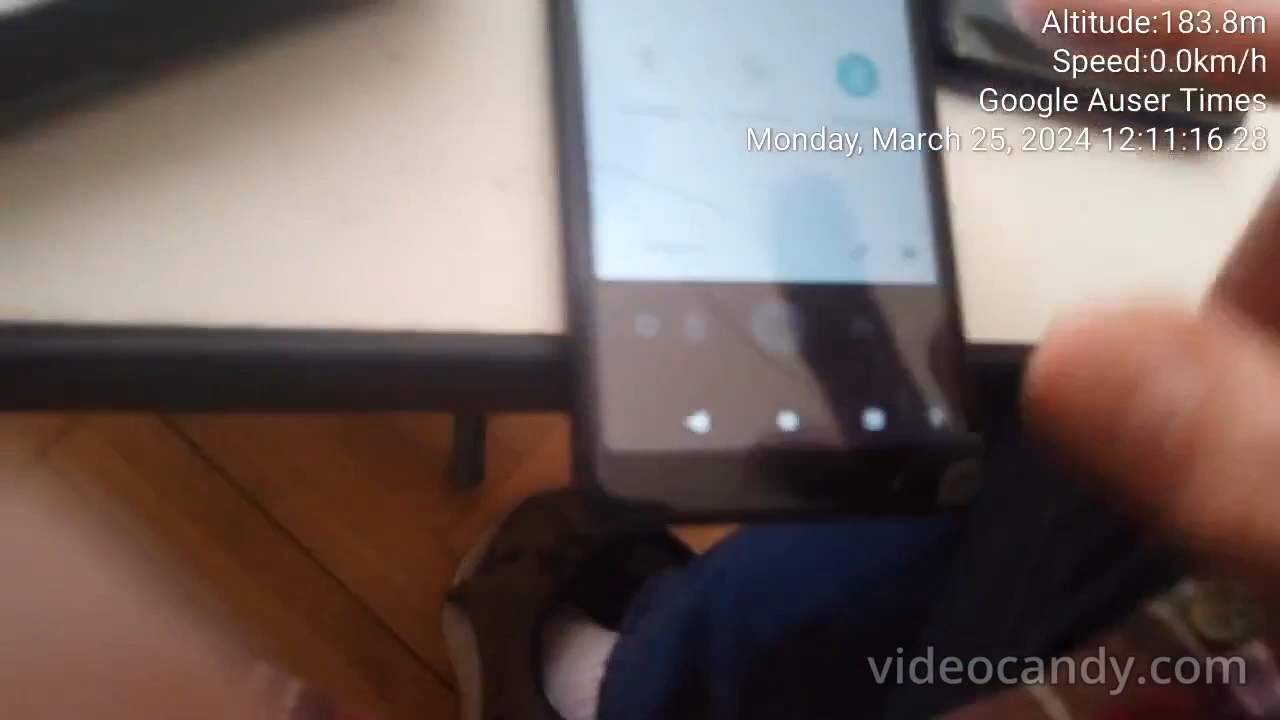 Altitude:183.8m
Speed:0.0km/h
Google Auser Times
Monday, March 25, 2024 12:11:16.28
videocandy.com